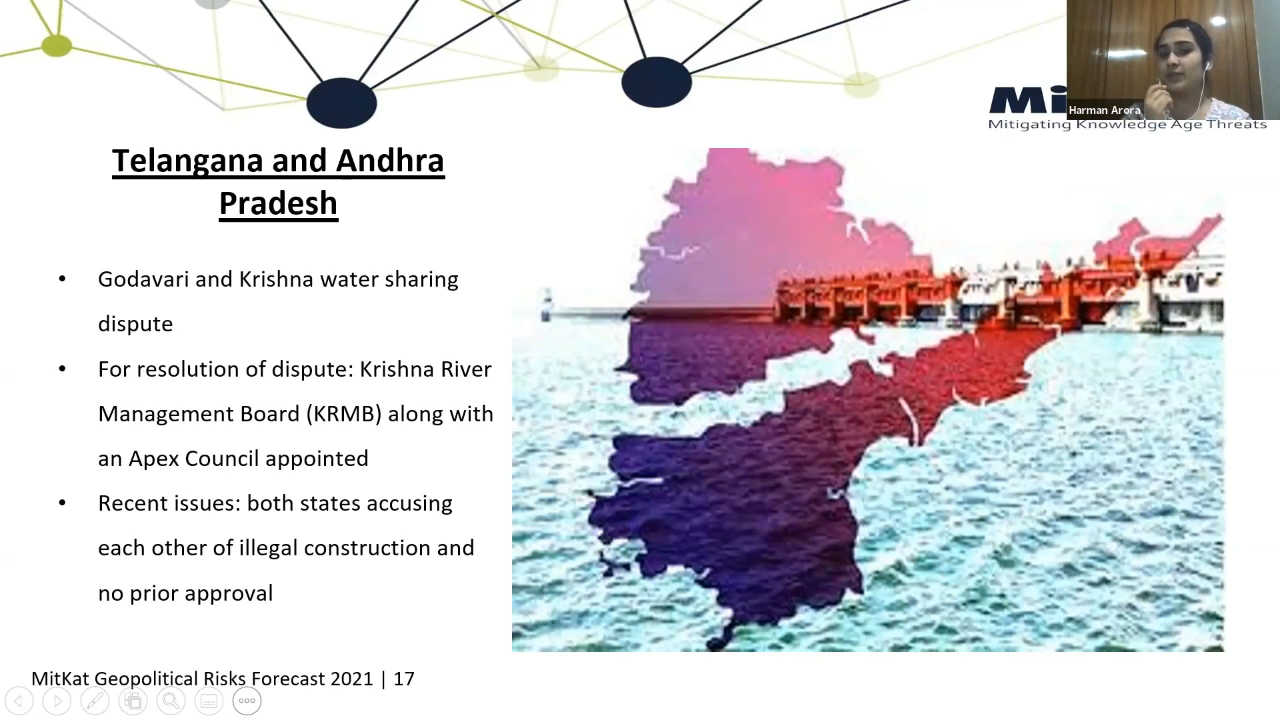 Mi
Harman Arora
Mitigating Knowledge Age Threats
Telangana and Andhra
Pradesh
• Godavari and Krishna water sharing
dispute
• For resolution of dispute: Krishna River
Management Board (KRMB) along with
an Apex Council appointed
• Recent issues: both states accusing
each other of illegal construction and
no prior approval
MitKat Geopolitical Risks Forecast 2021 | 17